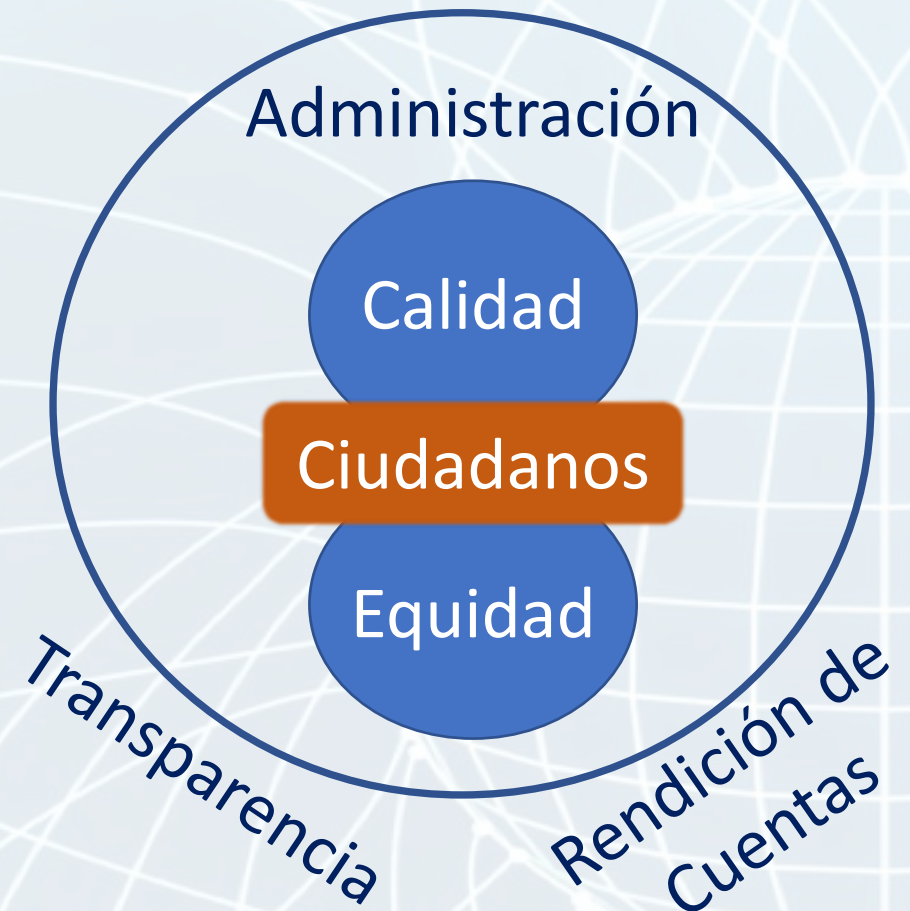 Administración
Calidad
Ciudadanos
Equidad
Transparencia
Rendición de
Cuentas